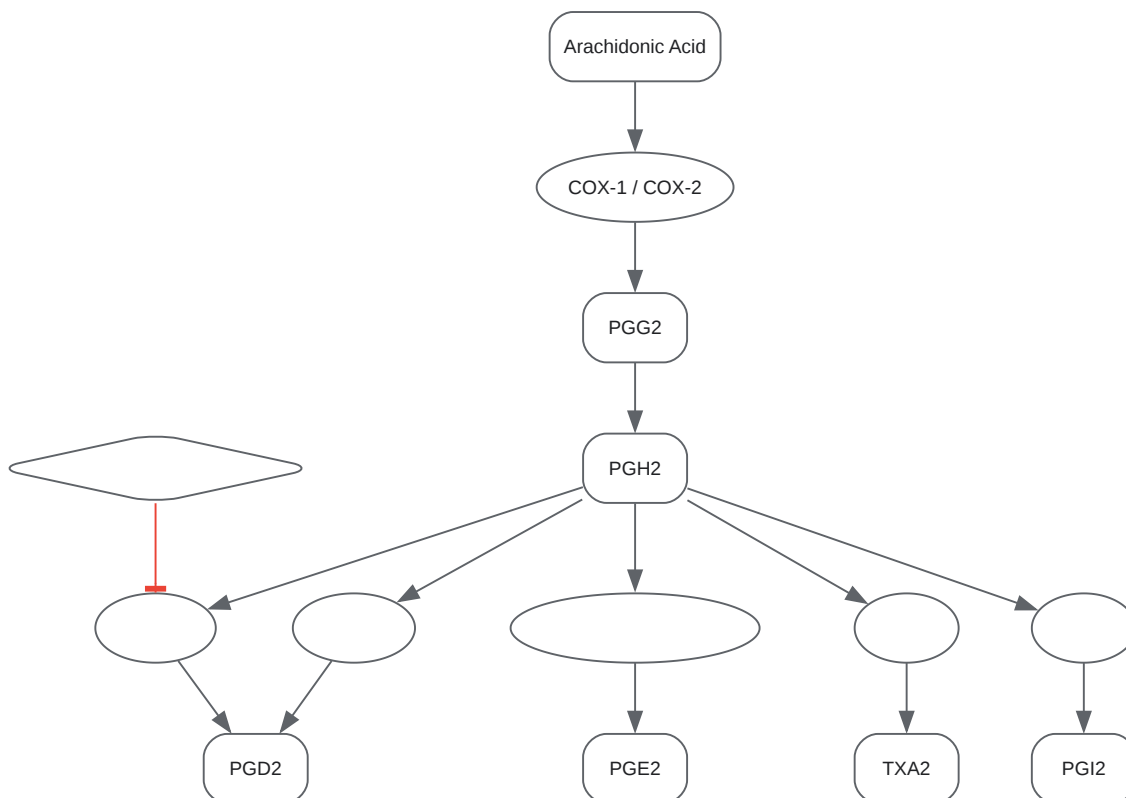 Arachidonic Acid
COX-1 / COX-2
PGG2
PGH2
PGD2
PGE2
TXA2
PGI2